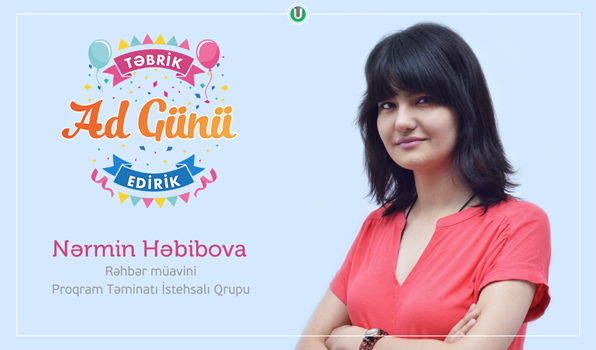 TƏBRİK
Ad Günü
EDİRİK
Nərmin Həbibova
Rəhbər müavini
Proqram Təminatı İstehsalı Qrupu